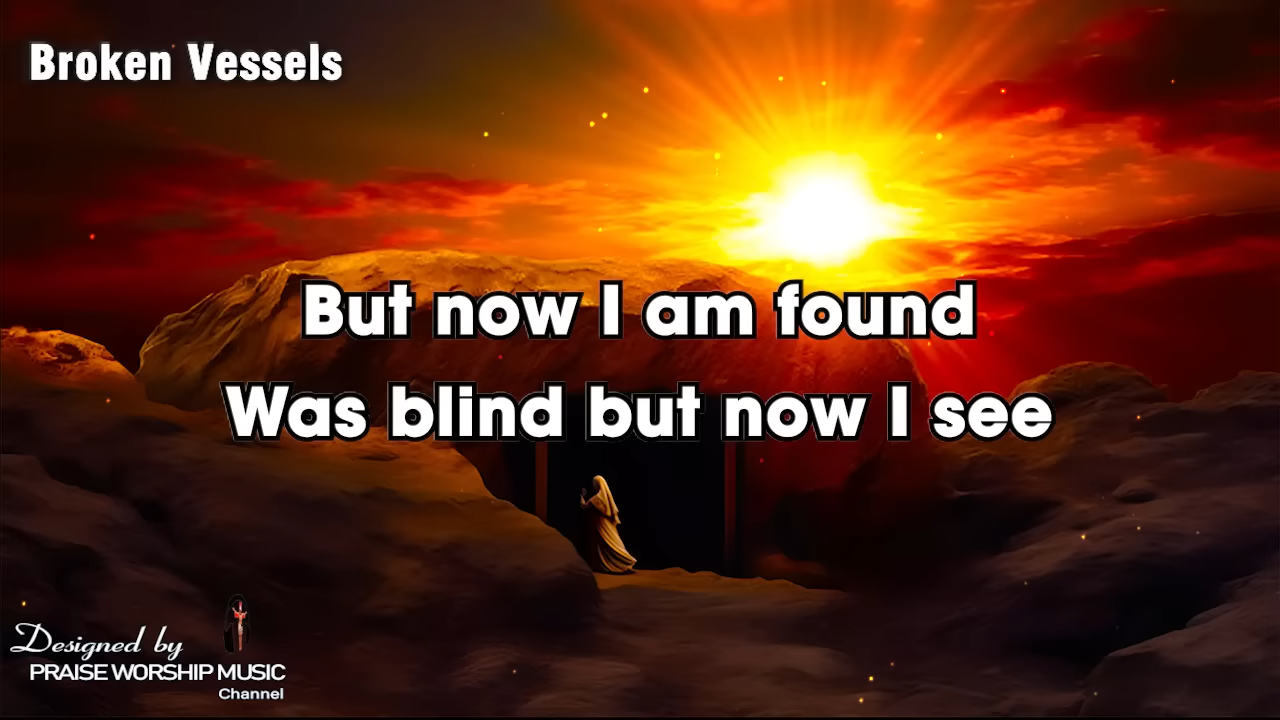 Broken Vessels
But now I am found
Was blind but now I see
Designed by
PRAISE WORSHIP MUSIC
Channel